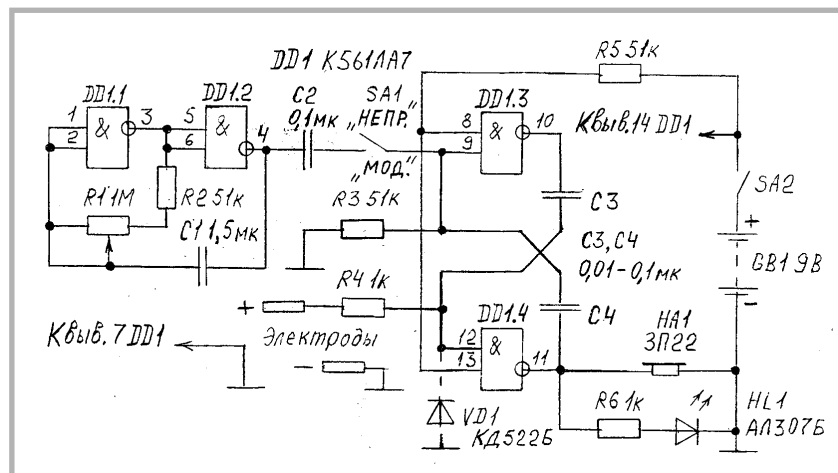 R5 51к
DD1 К561ЛА7
DD1.1
DD1.2
DD1.3
C2
0,1мк
SA1
„НЕПР."
„МОД."
К выв.14 DD1
1
2
&
3
5
6
&
4
8
9
&
10
SA2
R1 1М
R2 51к
R3 51к
C3
C1 1,5мк
C3, C4
0,01-0,1мк
+
GB1 9В
-
+
R4 1к
C4
DD1.4
HA1
ЗП22
К выв.7 DD1
Электроды
-
12
13
&
11
VD1
КД522Б
R6 1к
HL1
АЛ307Б